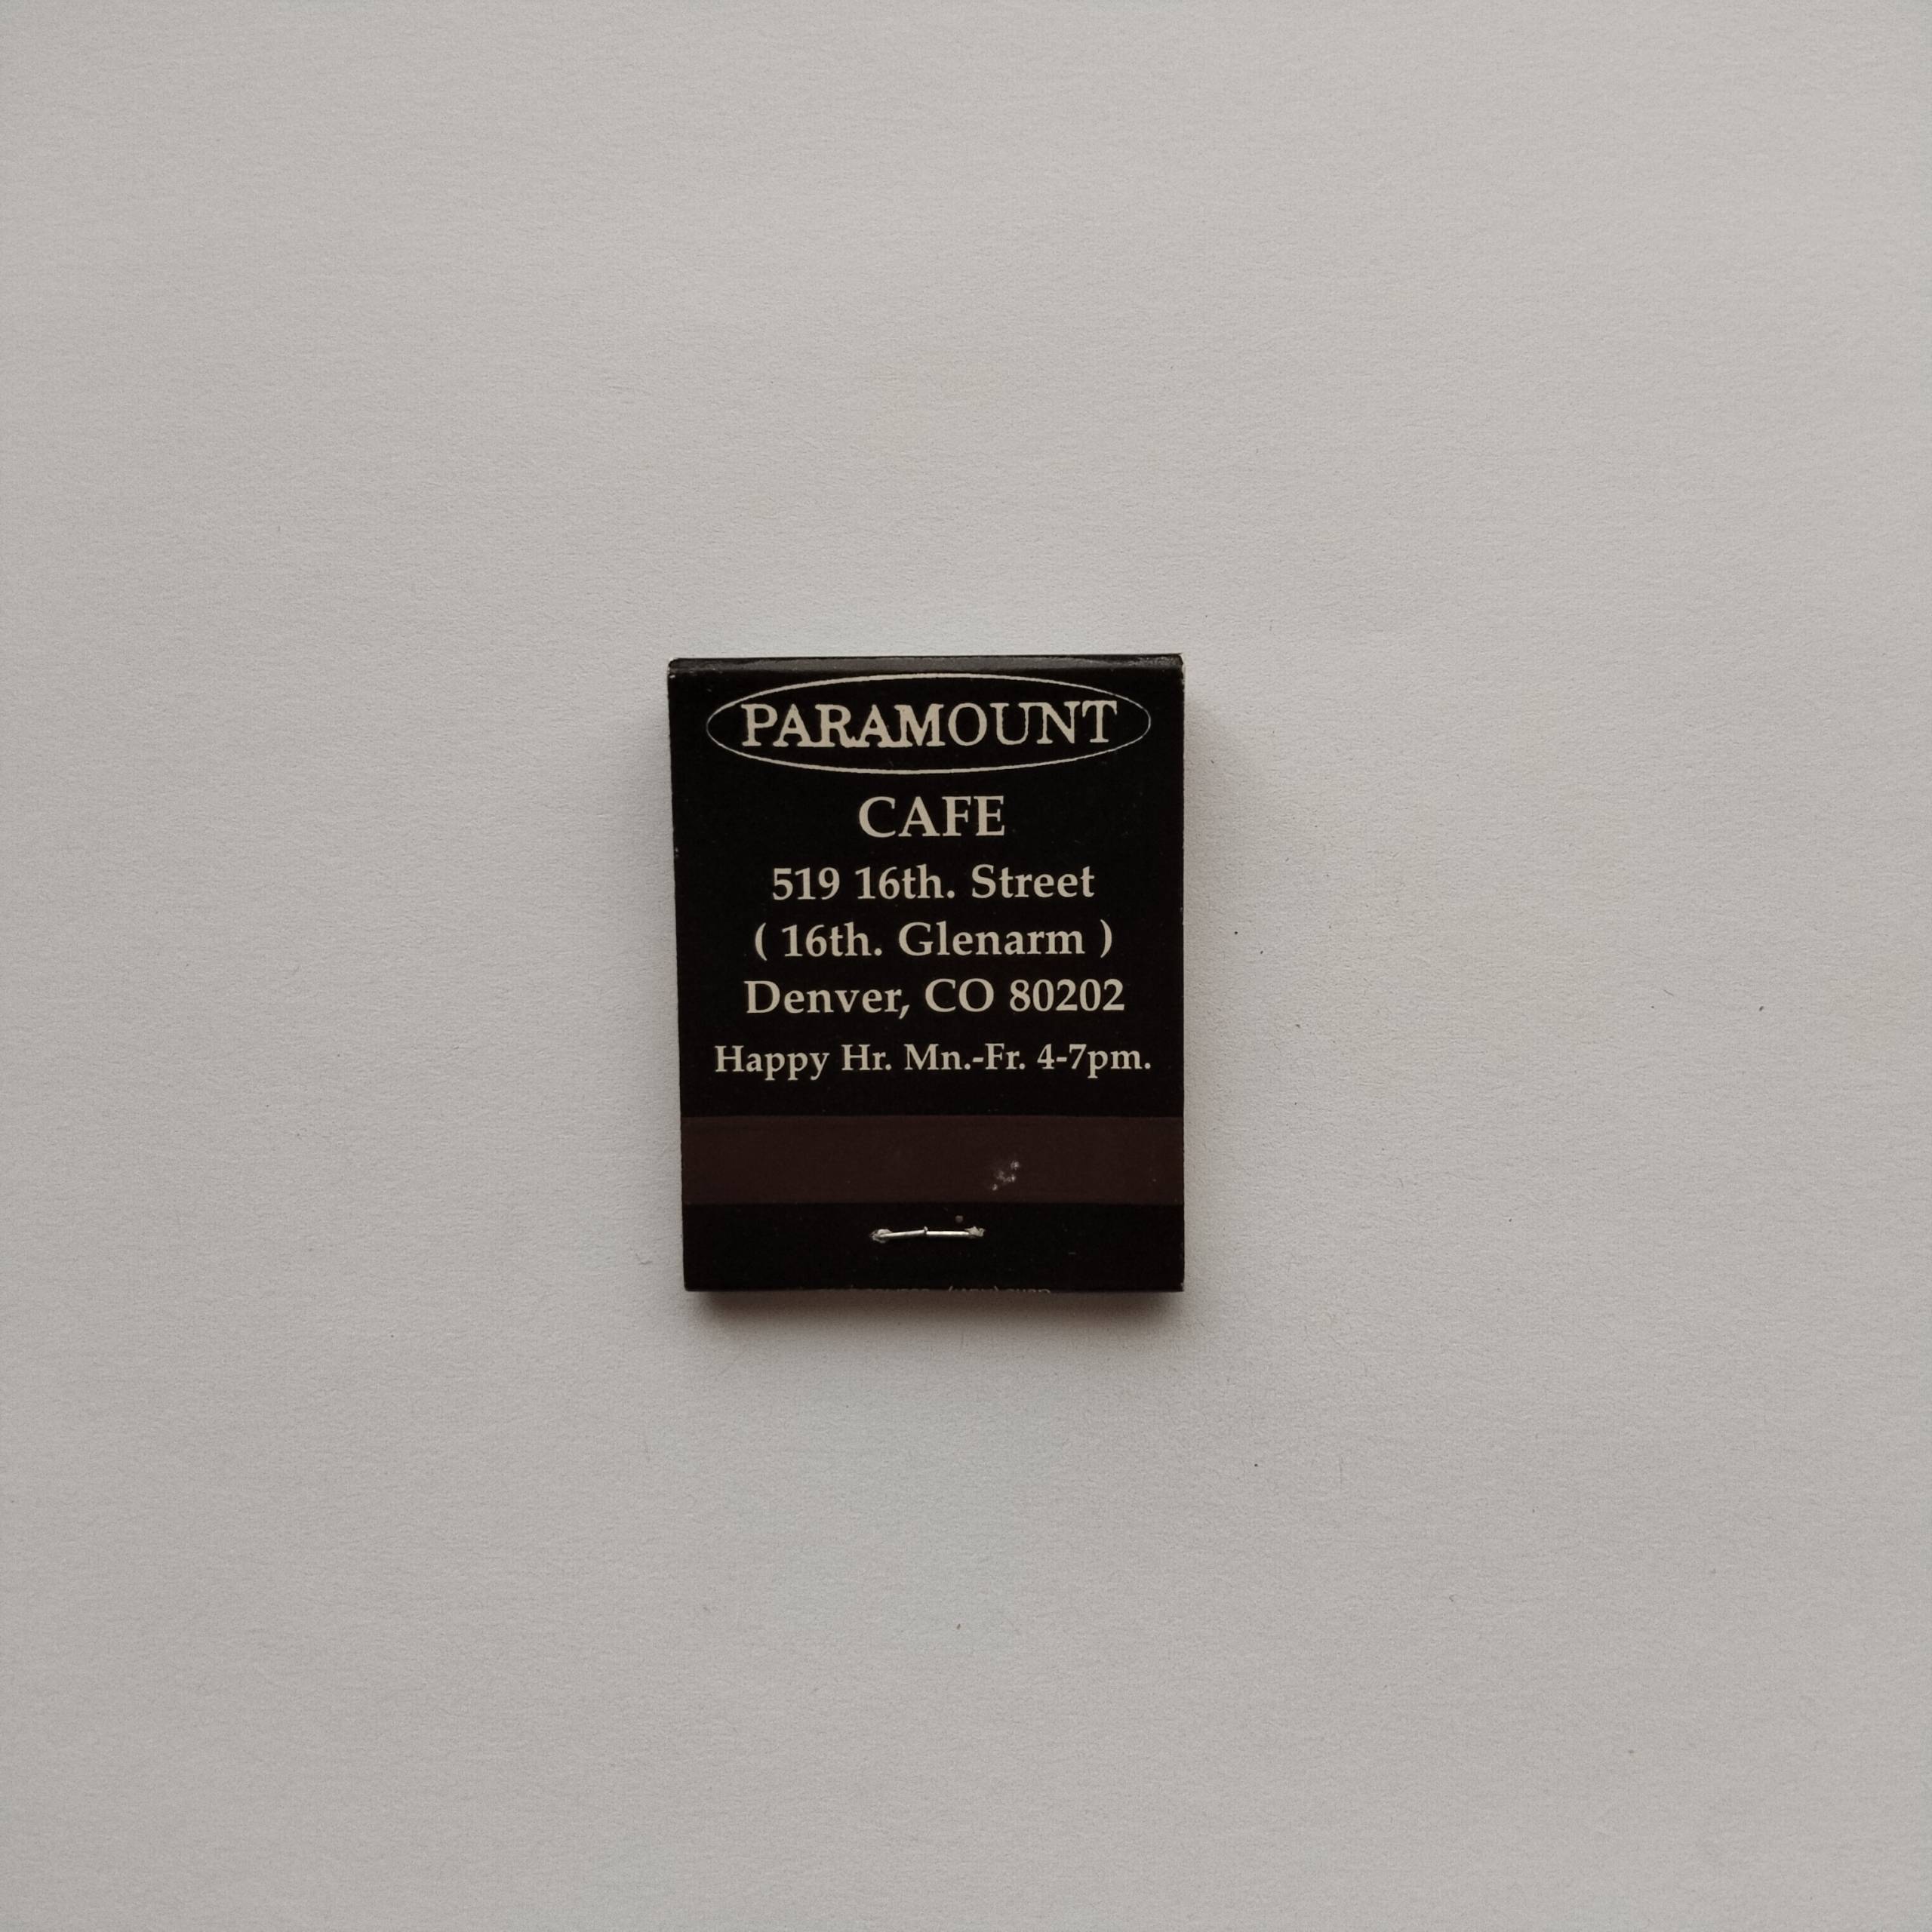 PARAMOUNT
CAFE
519 16th. Street
( 16th. Glenarm )
Denver, CO 80202
Happy Hr. Mn.-Fr. 4-7pm.